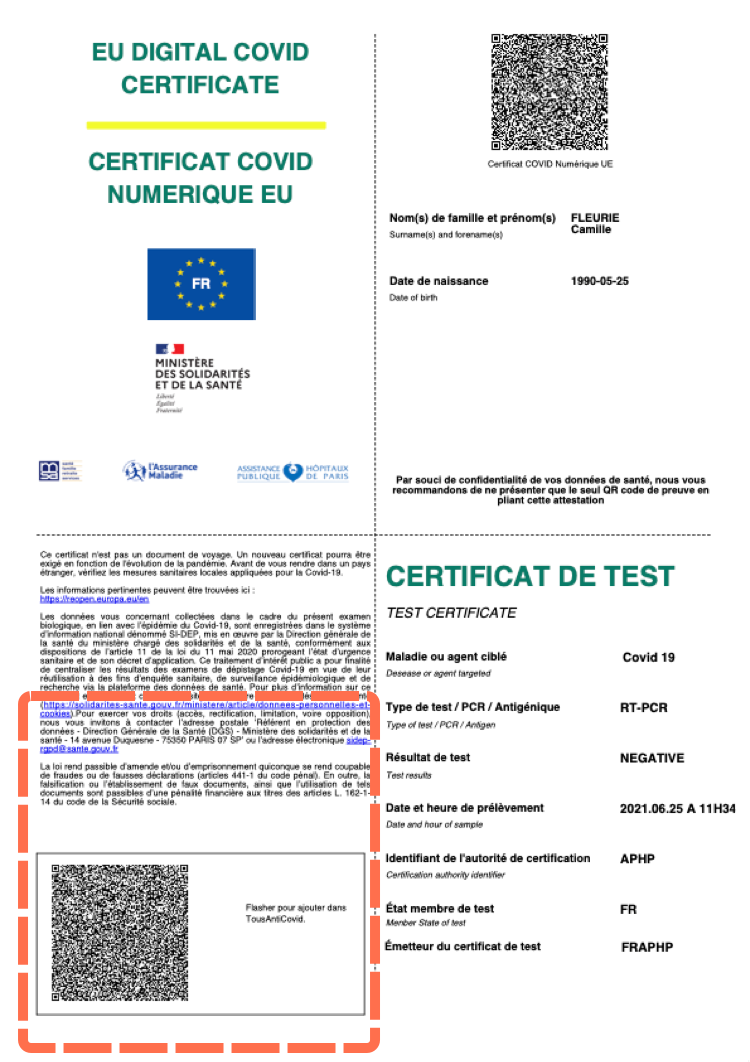 EU DIGITAL COVID
CERTIFICATE
CERTIFICAT COVID
NUMERIQUE EU
FR
MINISTÈRE
DES SOLIDARITÉS
ET DE LA SANTÉ
Liberté
Égalité
Fraternité
l'Assurance
Maladie
ASSISTANCE HÔPITAUX
PUBLIQUE DE PARIS
Certificat COVID Numérique UE
Nom(s) de famille et prénom(s) FLEURIE
Surname(s) and forename(s) Camille
Date de naissance 1990-05-25
Date of birth
Par souci de confidentialité de vos données de santé, nous vous
recommandons de ne présenter que le seul QR code de preuve en
pliant cette attestation
Ce certificat n'est pas un document de voyage. Un nouveau certificat pourra être
exigé en fonction de l'évolution de la pandémie. Avant de vous rendre dans un pays
étranger, vérifiez les mesures sanitaires locales appliquées pour la Covid-19.
Les informations pertinentes peuvent être trouvées ici :
https://reopen.europa.eu/en
Les données vous concernant collectées dans le cadre du présent examen
biologique, en lien avec l'épidémie du Covid-19, sont enregistrées dans le système
d'information national dénommé SI-DEP, mis en œuvre par la Direction générale de
la santé du ministère chargé des solidarités et de la santé, conformément aux
dispositions de l'article 11 de la loi du 11 mai 2020 prorogeant l'état d'urgence
sanitaire et de son décret d'application. Ce traitement d'intérêt public a pour finalité
de centraliser les résultats des examens de dépistage Covid-19 en vue de leur
réutilisation à des fins d'enquête sanitaire, de surveillance épidémiologique et de
recherche via la plateforme des données de santé. Pour plus d'information sur ce
(https://solidarites-sante.gouv.fr/ministere/article/donnees-personnelles-et-
cookies).Pour exercer vos droits (accès, rectification, limitation, voire opposition),
nous vous invitons à contacter l'adresse postale 'Référent en protection des
données - Direction Générale de la Santé (DGS) - Ministère des solidarités et de la
santé - 14 avenue Duquesne - 75350 PARIS 07 SP' ou l'adresse électronique sidep-
rgpd@sante.gouv.fr
La loi rend passible d'amende et/ou d'emprisonnement quiconque se rend coupable
de fraudes ou de fausses déclarations (articles 441-1 du code pénal). En outre, la
falsification ou l'établissement de faux documents, ainsi que l'utilisation de tels
documents sont passibles d'une pénalité financière aux titres des articles L. 162-1-
14 du code de la Sécurité sociale.
Flasher pour ajouter dans
TousAntiCovid.
CERTIFICAT DE TEST
TEST CERTIFICATE
Maladie ou agent ciblé Covid 19
Desease or agent targeted
Type de test / PCR / Antigénique RT-PCR
Type of test / PCR / Antigen
Résultat de test NEGATIVE
Test results
Date et heure de prélèvement 2021.06.25 A 11H34
Date and hour of sample
Identifiant de l'autorité de certification APHP
Certification authority identifier
État membre de test FR
Member State of test
Émetteur du certificat de test FRAPHP